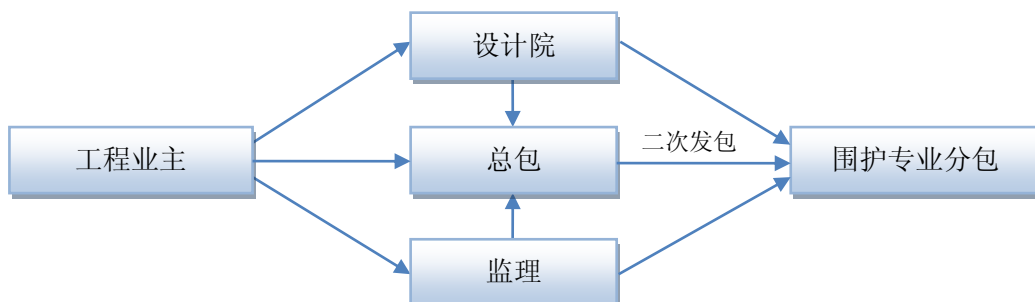 设计院
工程业主
总包
二次发包
围护专业分包
监理